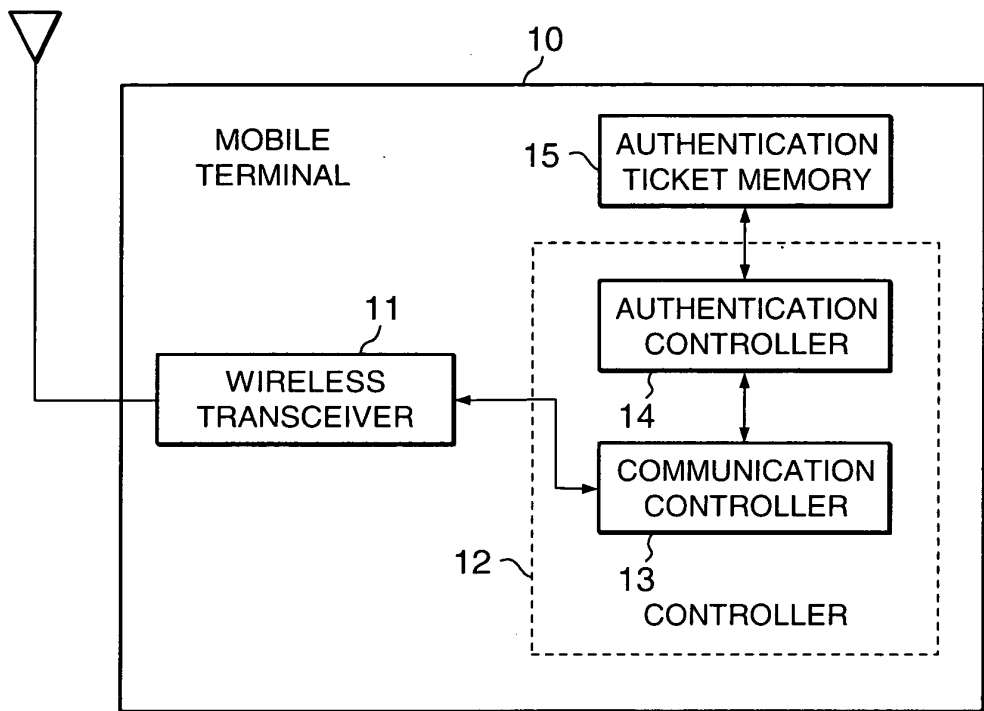 10
MOBILE
TERMINAL
15
AUTHENTICATION
TICKET MEMORY
AUTHENTICATION
CONTROLLER
14
11
WIRELESS
TRANSCEIVER
COMMUNICATION
CONTROLLER
13
12
CONTROLLER